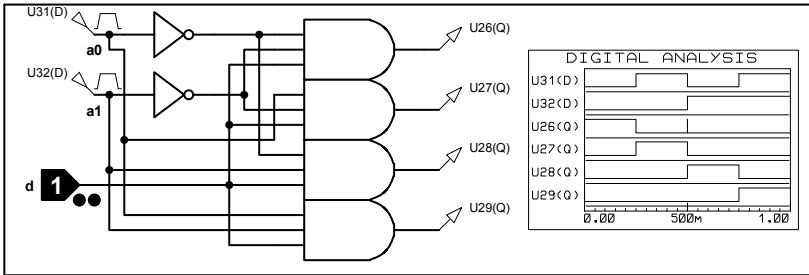 U31(D)
a0
U32(D)
a1
d 1
U26(Q)
U27(Q)
U28(Q)
U29(Q)
DIGITAL ANALYSIS
U31(D)
U32(D)
U26(Q)
U27(Q)
U28(Q)
U29(Q)
0.00 500m 1.00